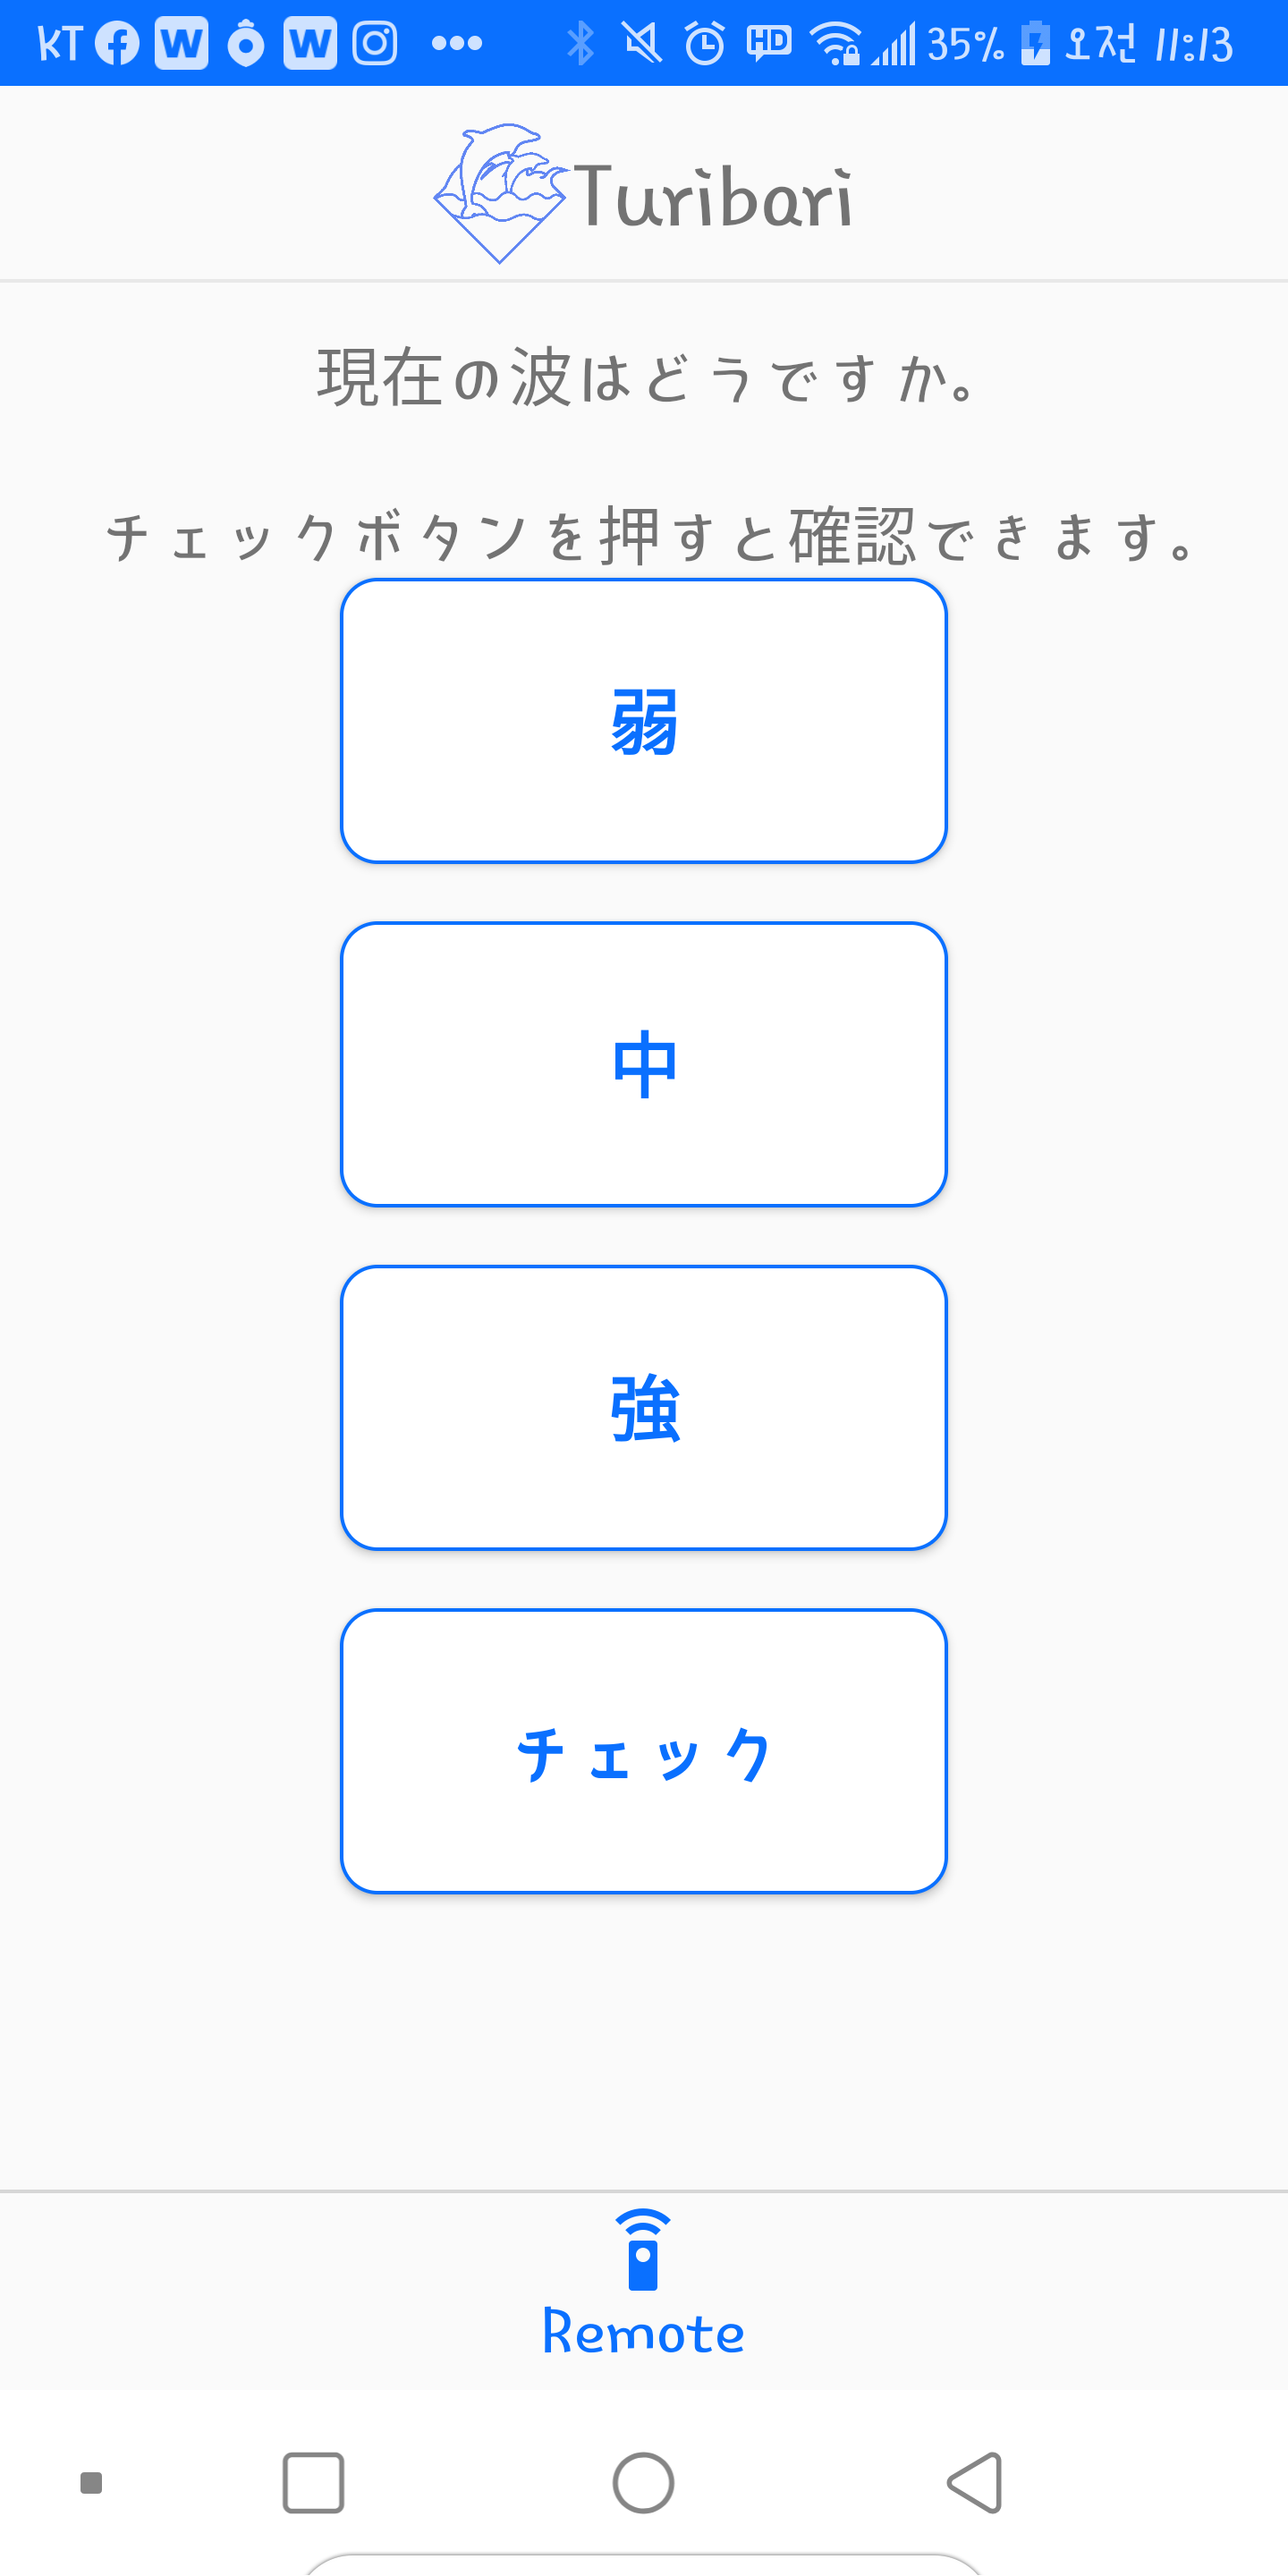 KT W W HD 35% 오전 11:13
Turibari
現在の波はどうですか。
チェックボタンを押すと確認できます。
弱
中
強
チェック
Remote